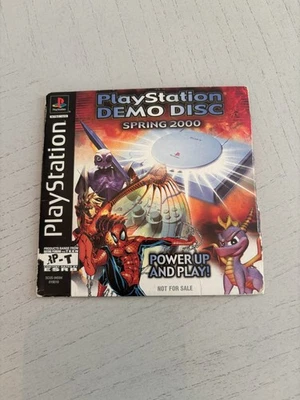 PlayStation
DEMO DISC
SPRING 2000
PlayStation
POWER UP
AND PLAY!
NOT FOR SALE